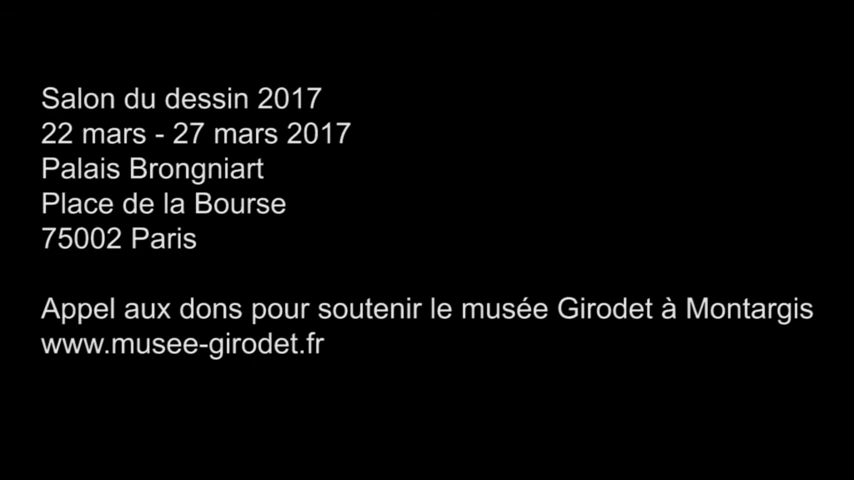 Salon du dessin 2017
22 mars - 27 mars 2017
Palais Brongniart
Place de la Bourse
75002 Paris
Appel aux dons pour soutenir le musée Girodet à Montargis
www.musee-girodet.fr